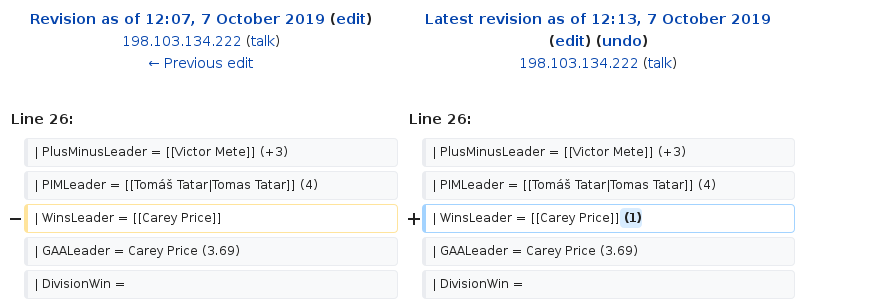 Revision as of 12:07, 7 October 2019 (edit)
198.103.134.222 (talk)
← Previous edit
Latest revision as of 12:13, 7 October 2019
(edit) (undo)
198.103.134.222 (talk)
Line 26:
Line 26:
| PlusMinusLeader = [[Victor Mete]] (+3)
| PlusMinusLeader = [[Victor Mete]] (+3)
| PIMLeader = [[Tomáš Tatar|Tomas Tatar]] (4)
| PIMLeader = [[Tomáš Tatar|Tomas Tatar]] (4)
− | WinsLeader = [[Carey Price]]
+ | WinsLeader = [[Carey Price]] (1)
| GAALeader = Carey Price (3.69)
| GAALeader = Carey Price (3.69)
| DivisionWin =
| DivisionWin =